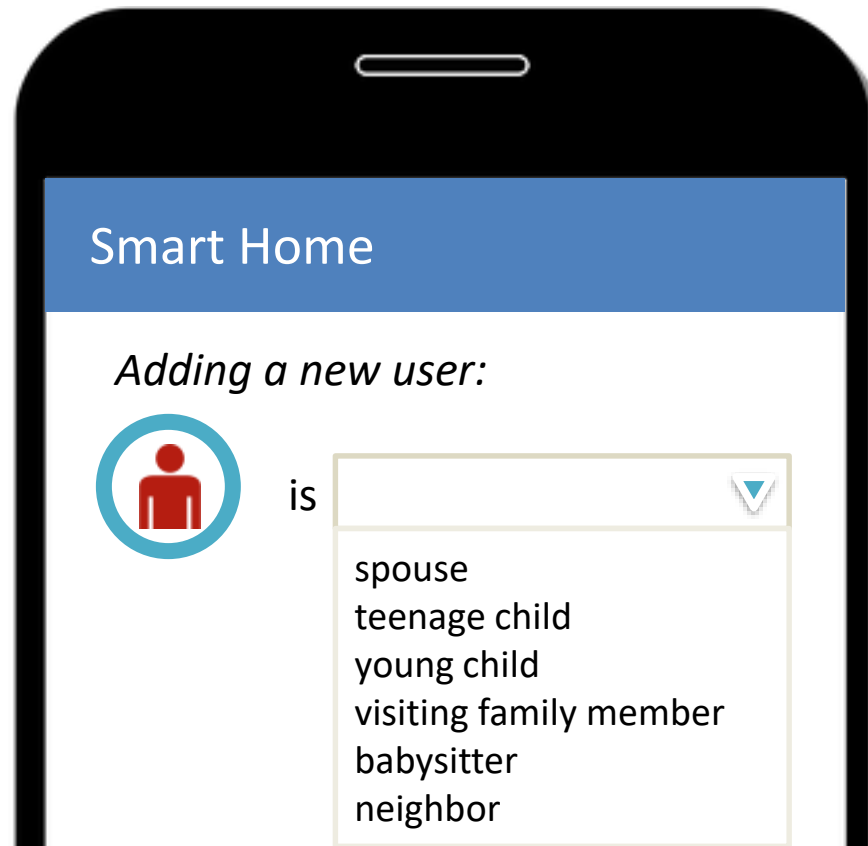 Smart Home
Adding a new user:
is
spouse
teenage child
young child
visiting family member
babysitter
neighbor